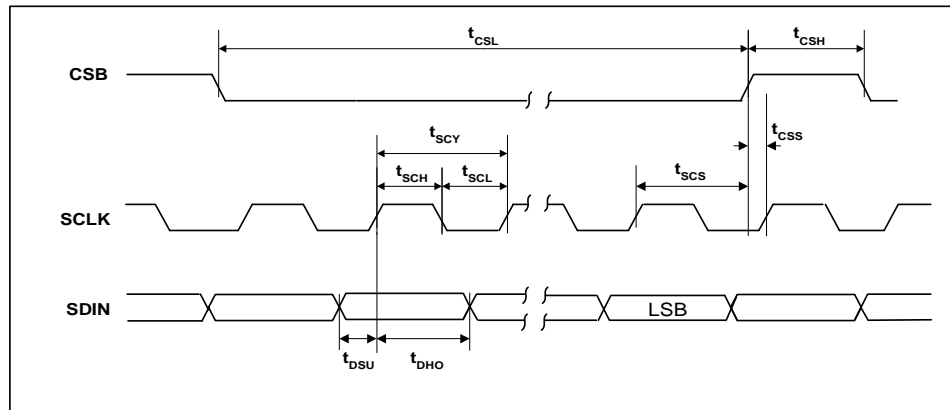 tCSL
tCSH
CSB
tCSS
tSCY
tSCH
tSCL
tSCS
SCLK
SDIN
LSB
tDSU
tDHO